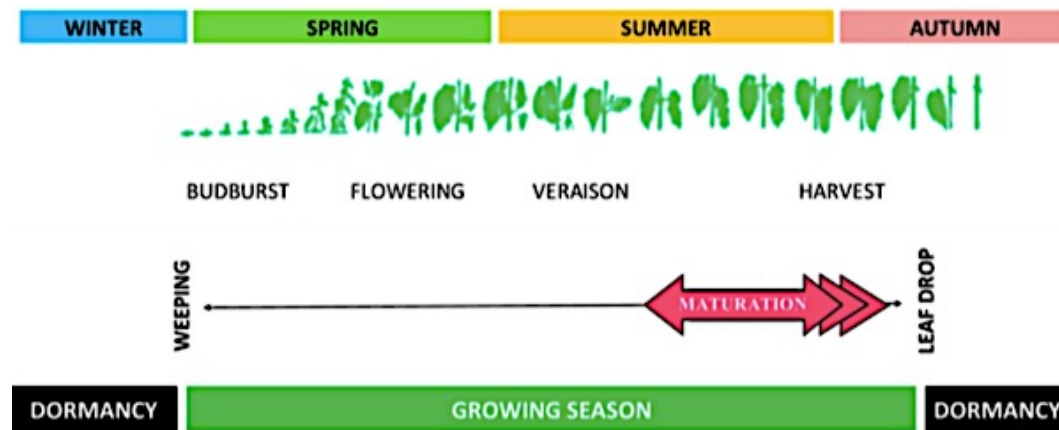 WINTER SPRING SUMMER AUTUMN
BUDBURST FLOWERING VERAISON HARVEST
WEEPING
MATURATION
LEAF DROP
DORMANCY GROWING SEASON DORMANCY